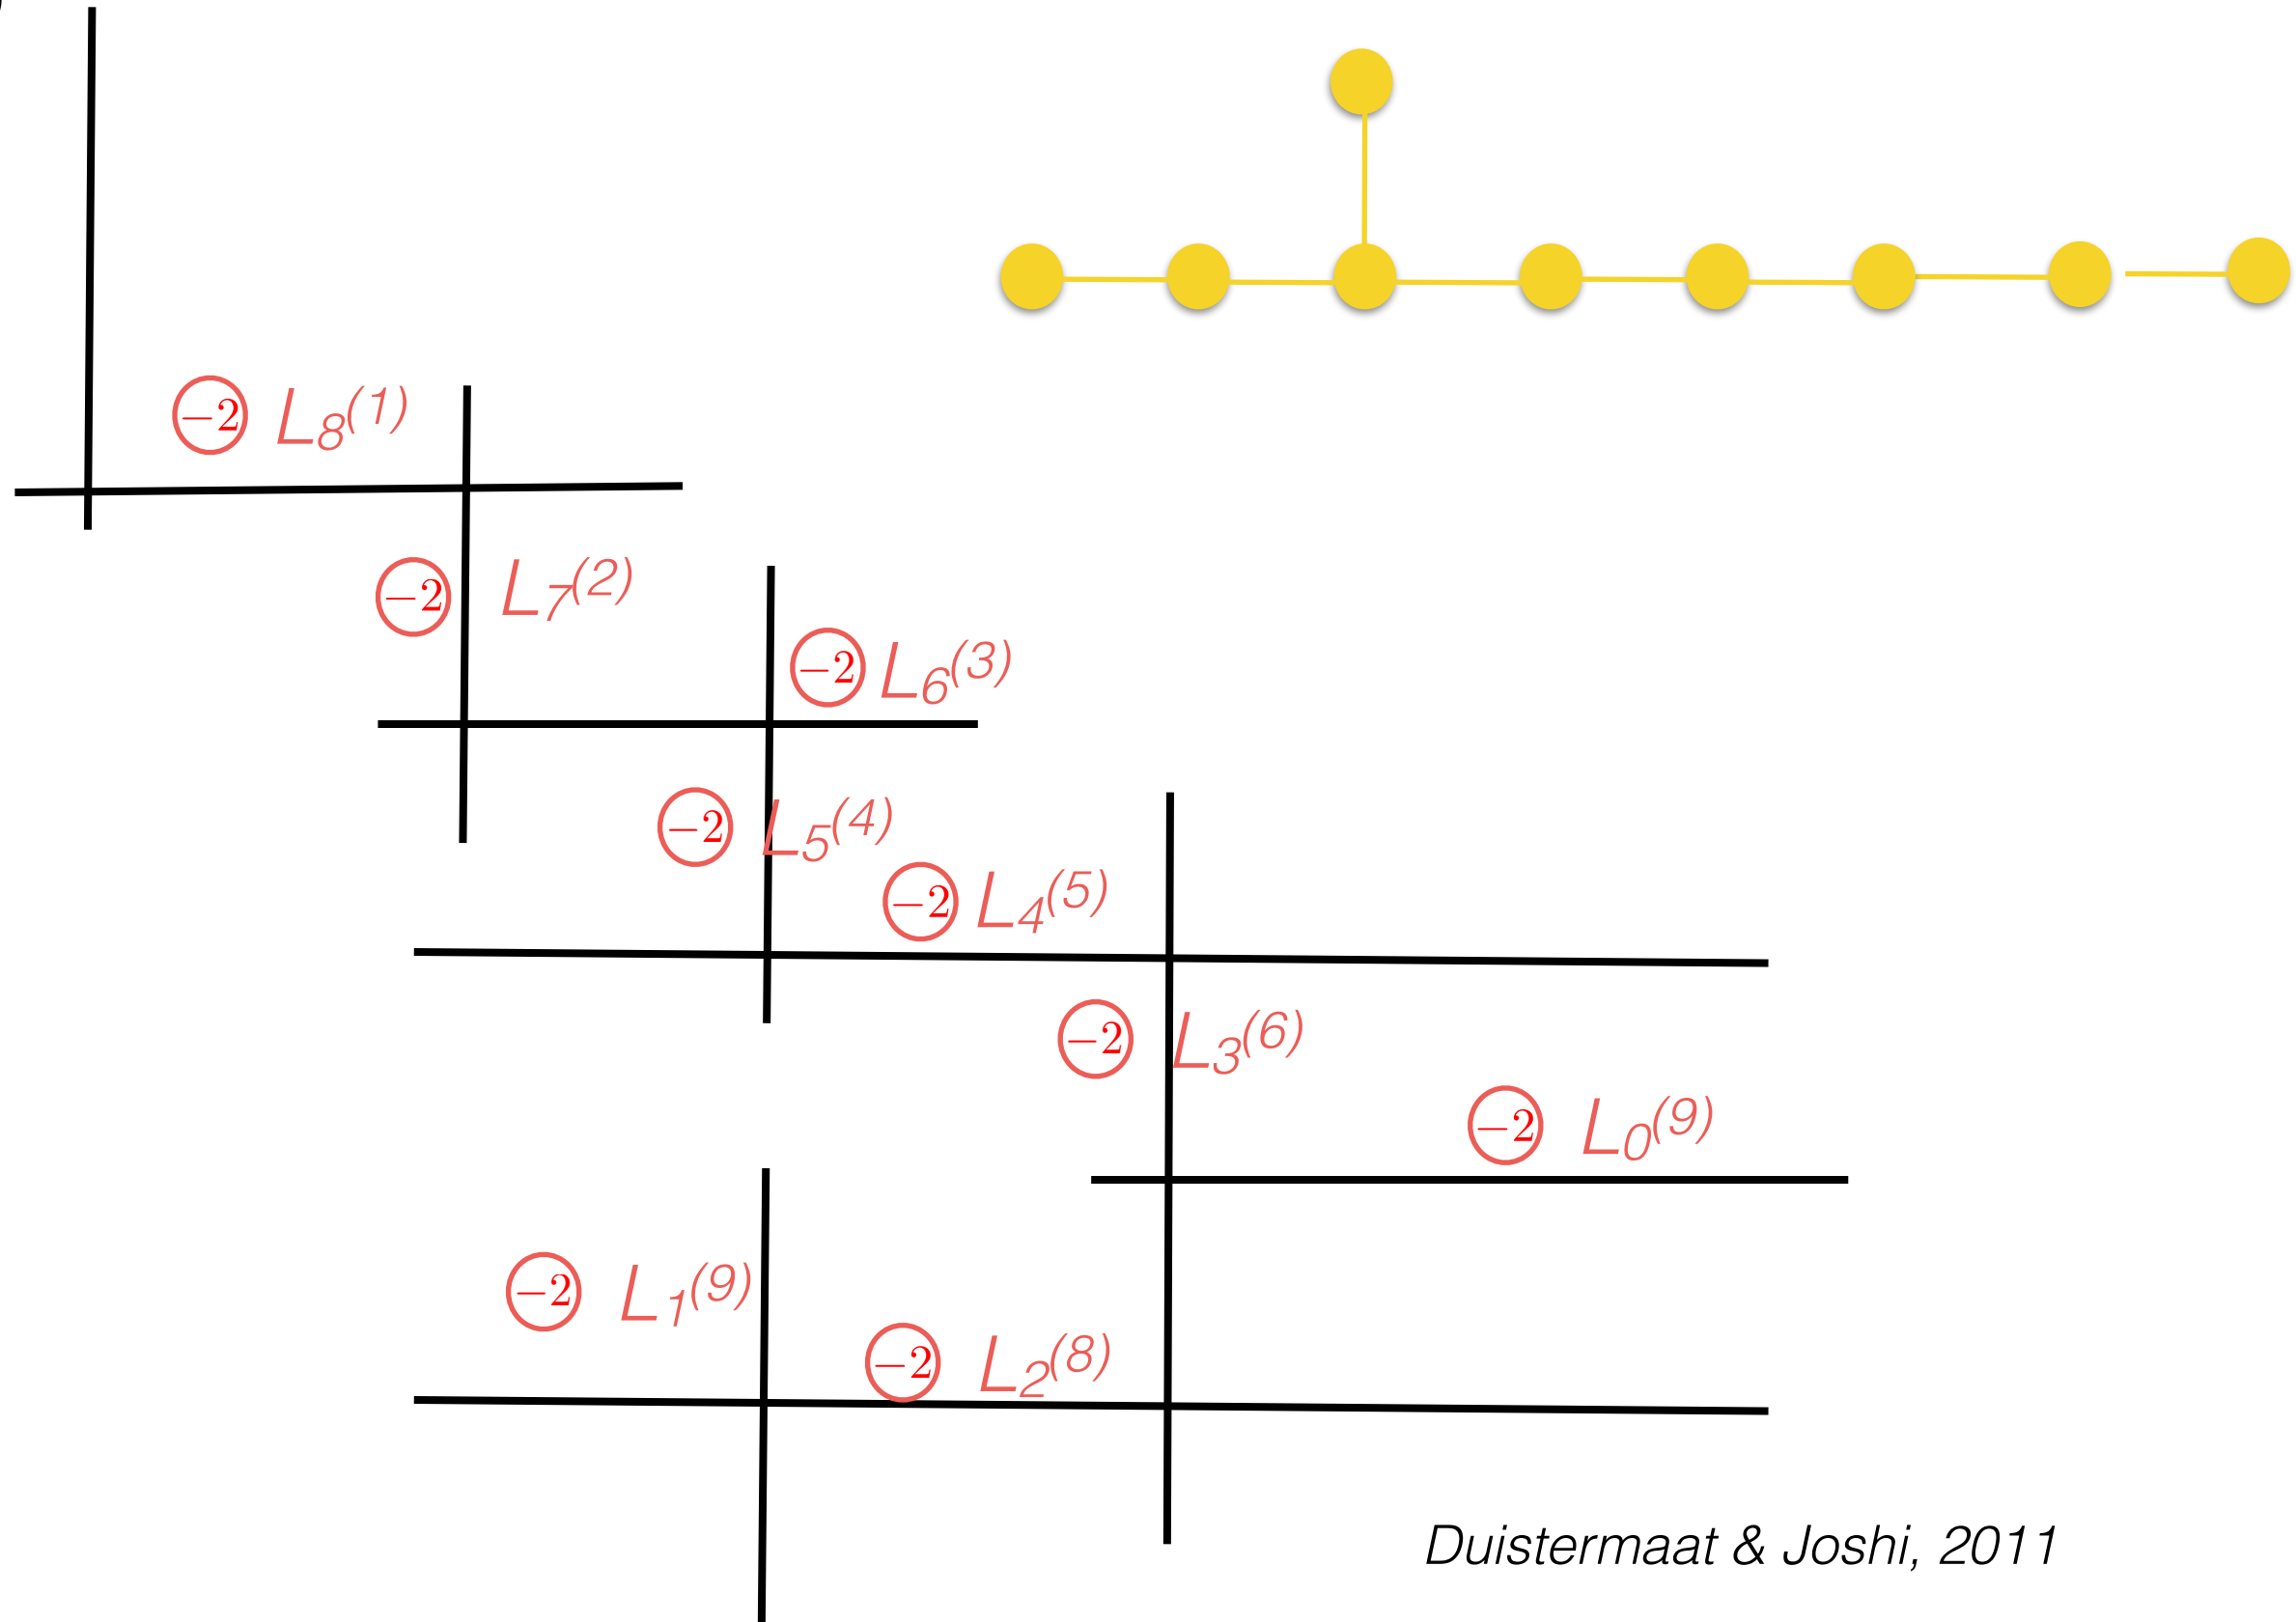 −2 L₈⁽¹⁾
−2 L₇⁽²⁾
−2 L₆⁽³⁾
−2 L₅⁽⁴⁾
−2 L₄⁽⁵⁾
−2 L₃⁽⁶⁾
−2 L₀⁽⁹⁾
−2 L₁⁽⁹⁾
−2 L₂⁽⁸⁾
Duistermaat & Joshi, 2011